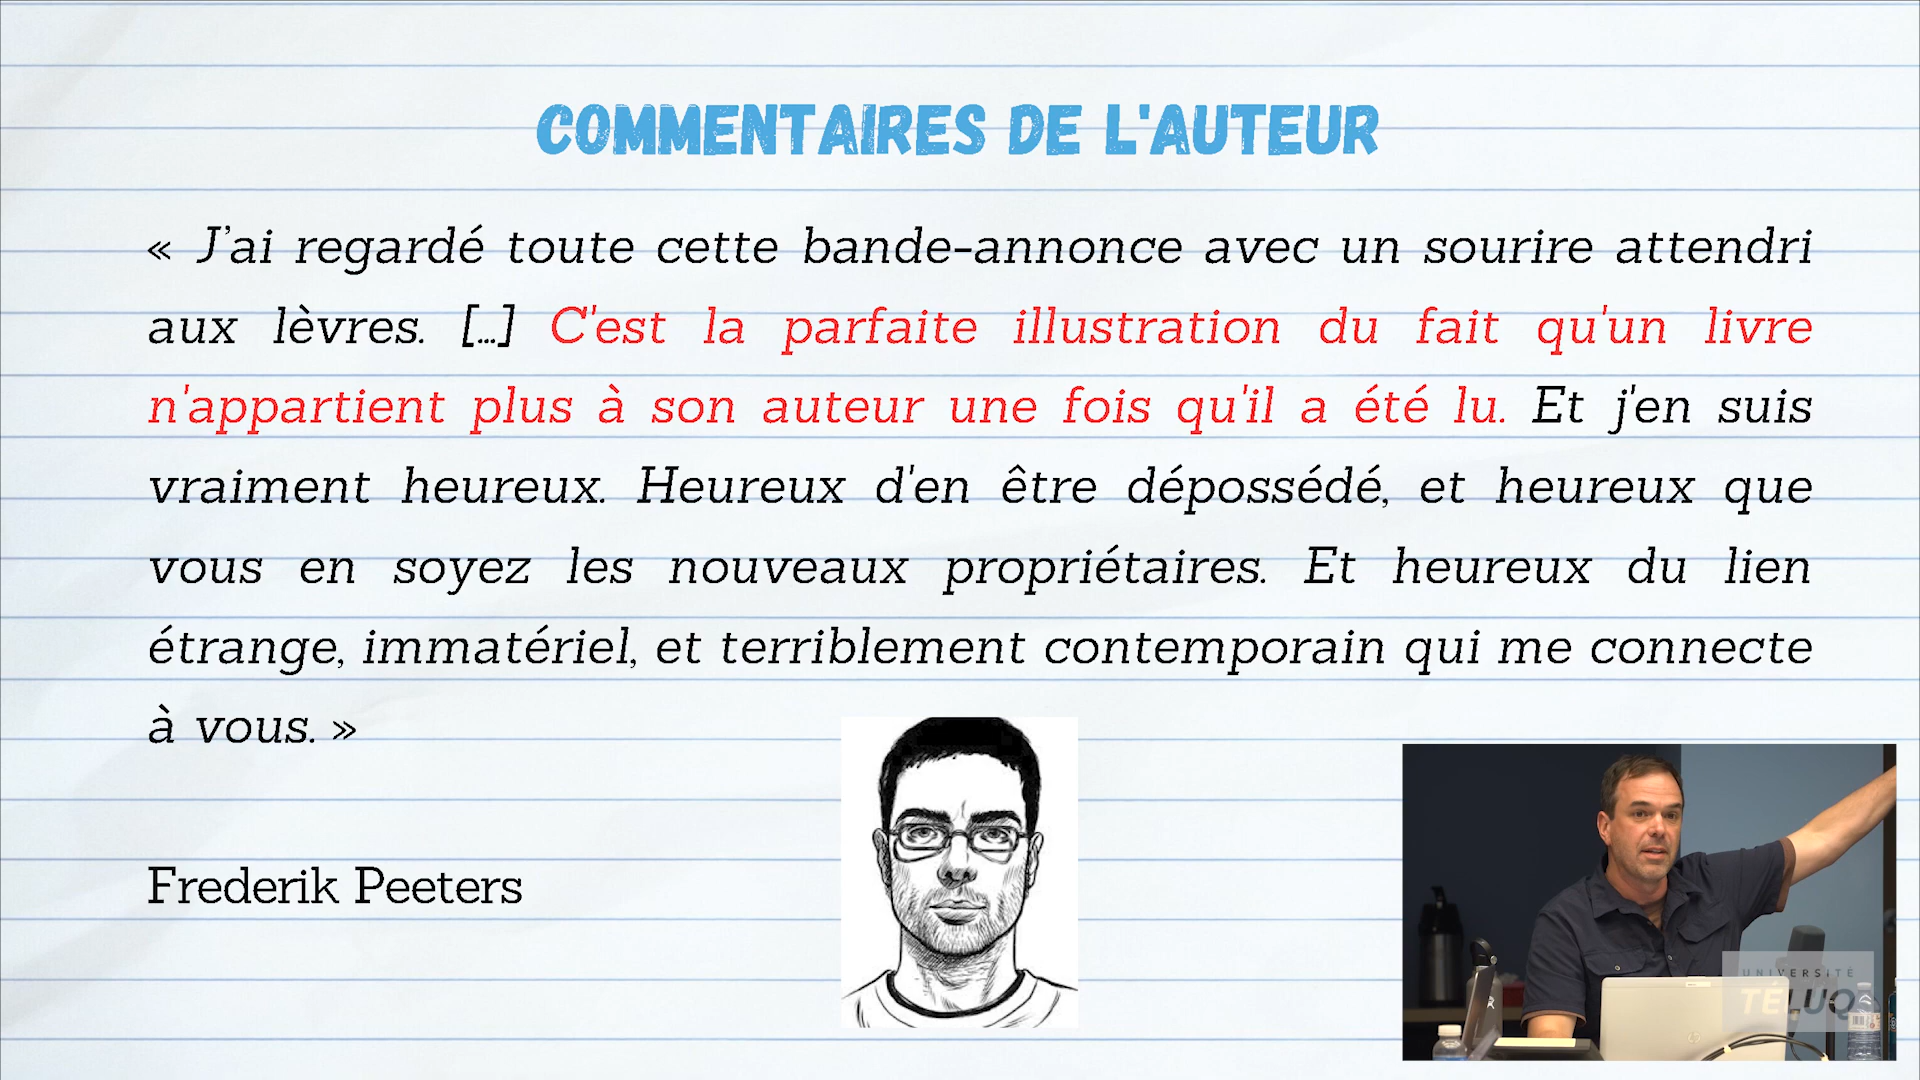 COMMENTAIRES DE L'AUTEUR
« J’ai regardé toute cette bande-annonce avec un sourire attendri
aux lèvres. [...] C'est la parfaite illustration du fait qu'un livre
n'appartient plus à son auteur une fois qu'il a été lu. Et j'en suis
vraiment heureux. Heureux d'en être dépossédé, et heureux que
vous en soyez les nouveaux propriétaires. Et heureux du lien
étrange, immatériel, et terriblement contemporain qui me connecte
à vous. »
Frederik Peeters
UNIVERSITÉ
TÉLUQ